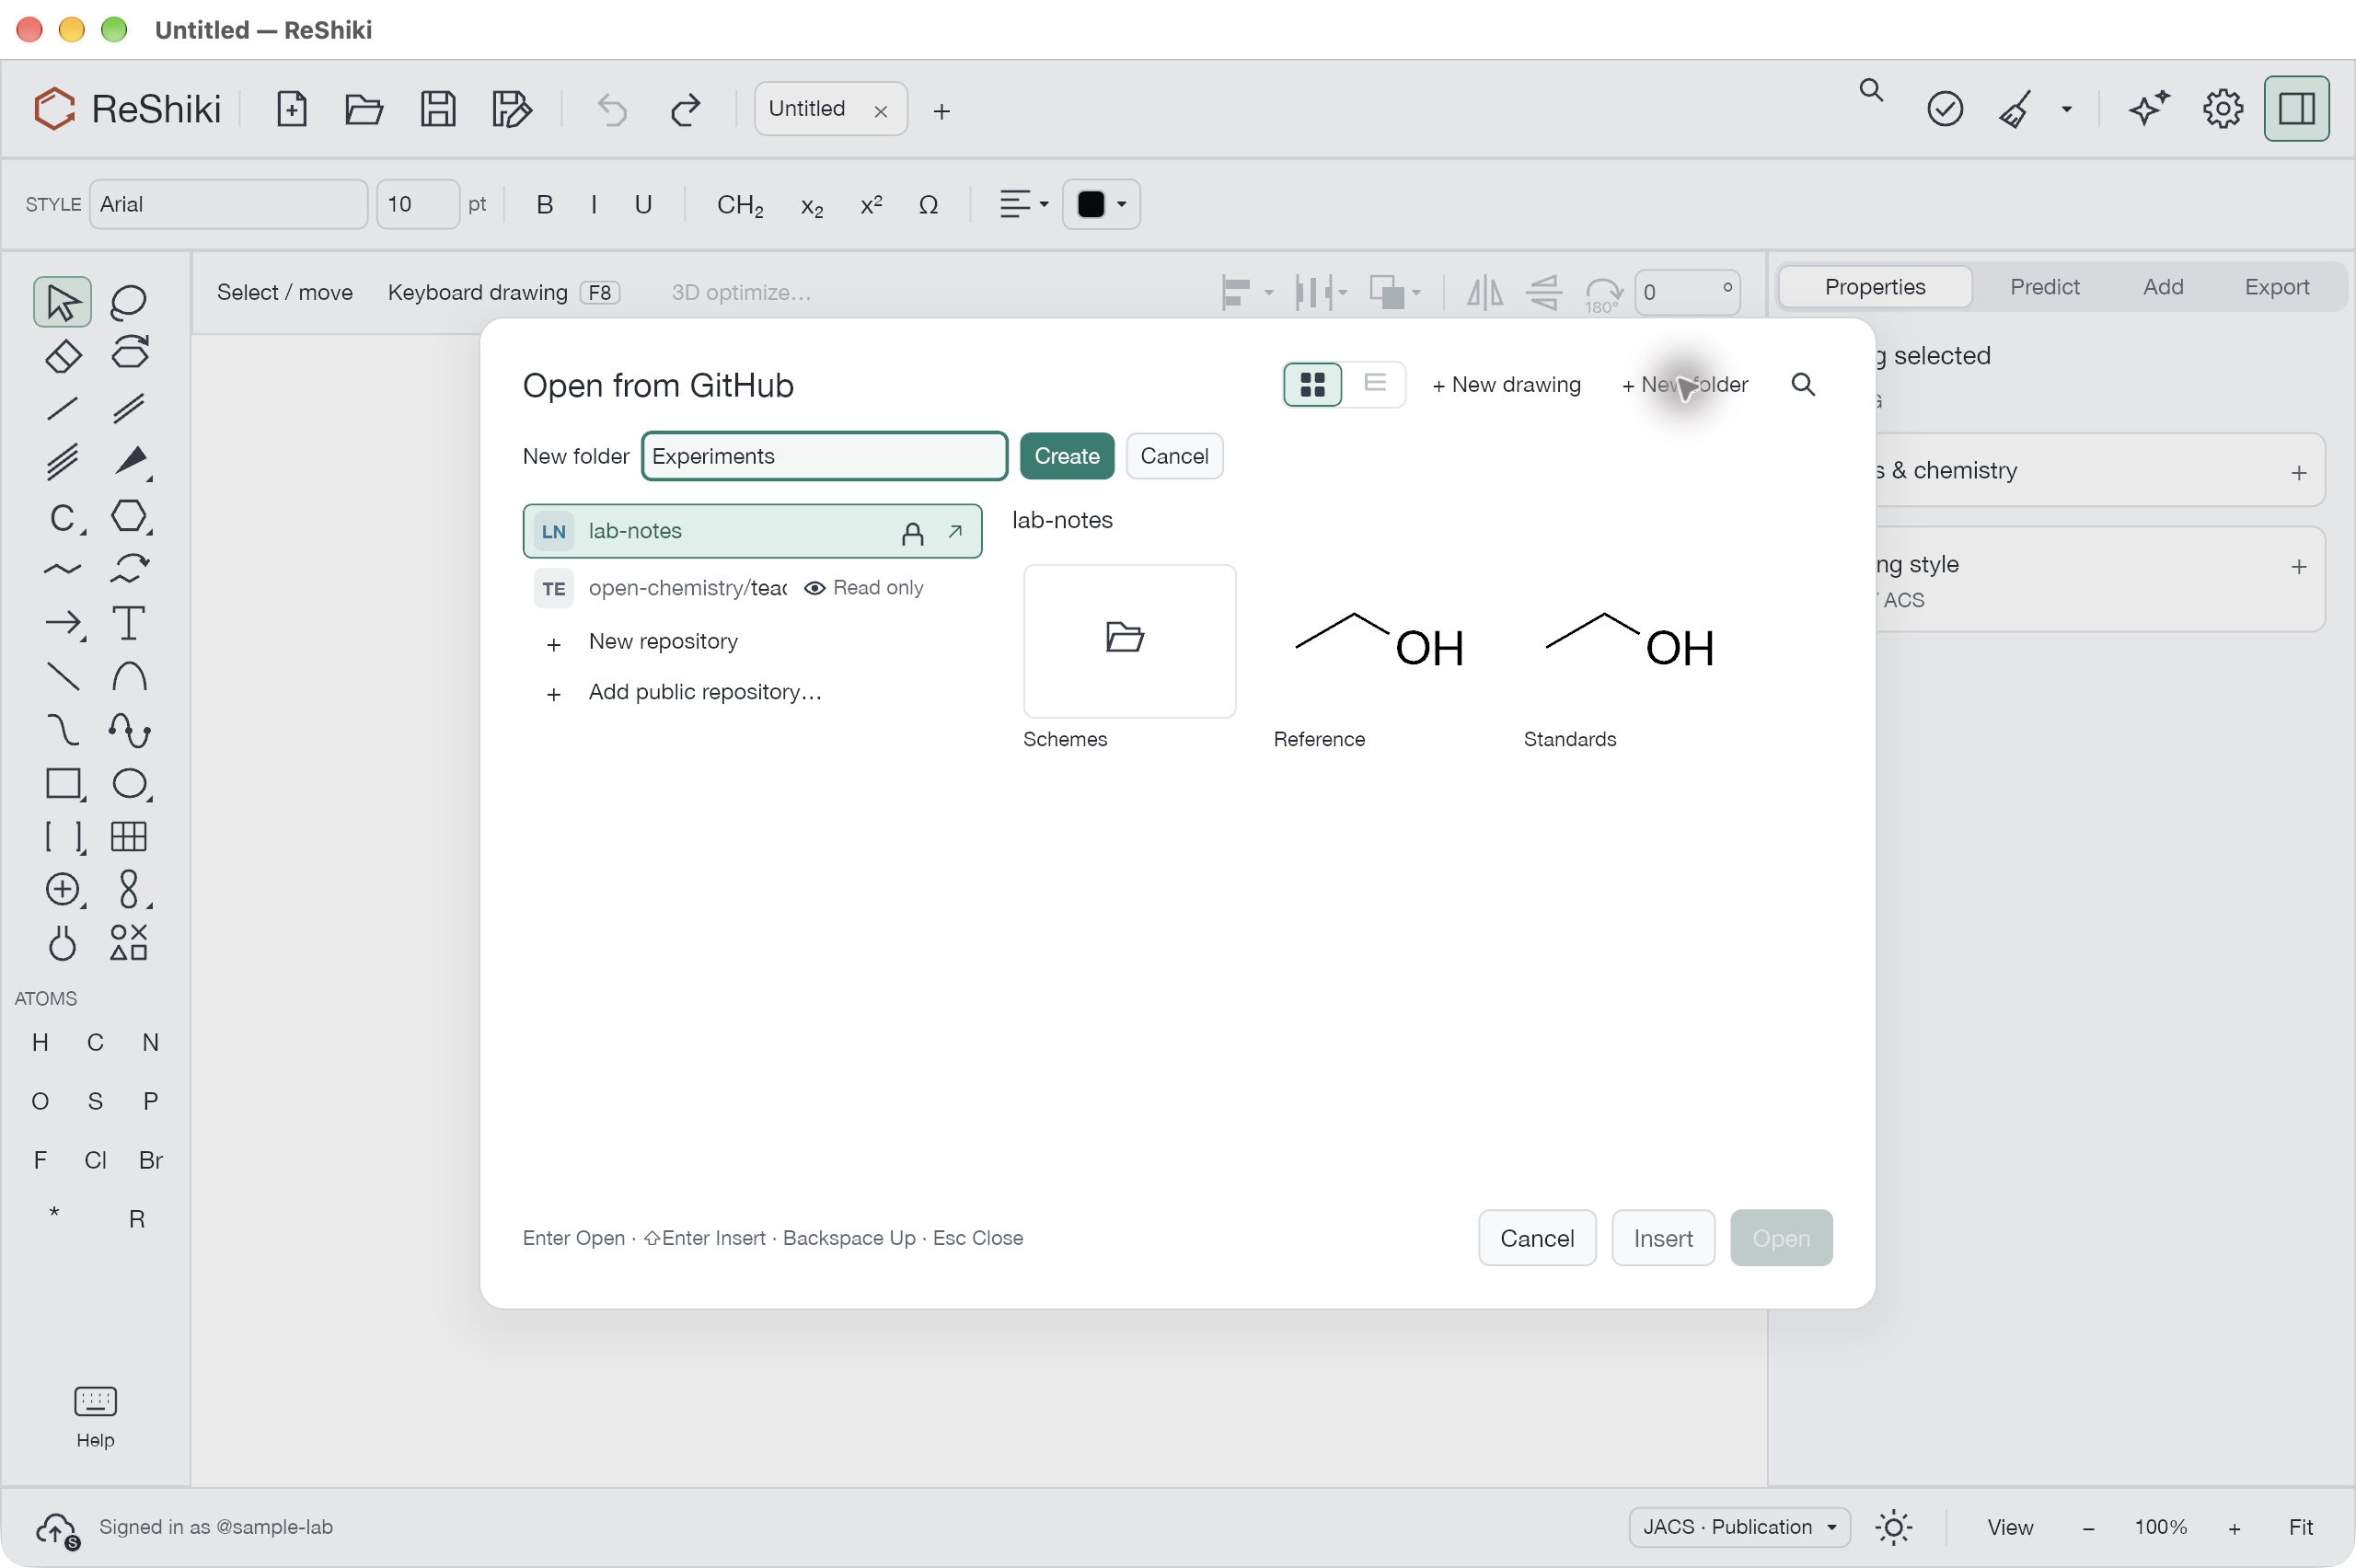 Untitled — ReShiki
ReShiki
Untitled
STYLE Arial 10 pt B I U CH₂ x₂ x² Ω
Select / move Keyboard drawing F8 3D optimize… 180° 0 °
Properties Predict Add Export
Open from GitHub + New drawing + New folder
selected
New folder Experiments Create Cancel
s & chemistry +
LN lab-notes
lab-notes
TE open-chemistry/teac Read only
ng style +
ACS
+ New repository
+ Add public repository…
OH OH
Schemes Reference Standards
C
T
ATOMS
H C N
O S P
F Cl Br
* R
Enter Open · ⇧Enter Insert · Backspace Up · Esc Close
Cancel Insert Open
Help
S Signed in as @sample-lab
JACS · Publication View − 100% + Fit